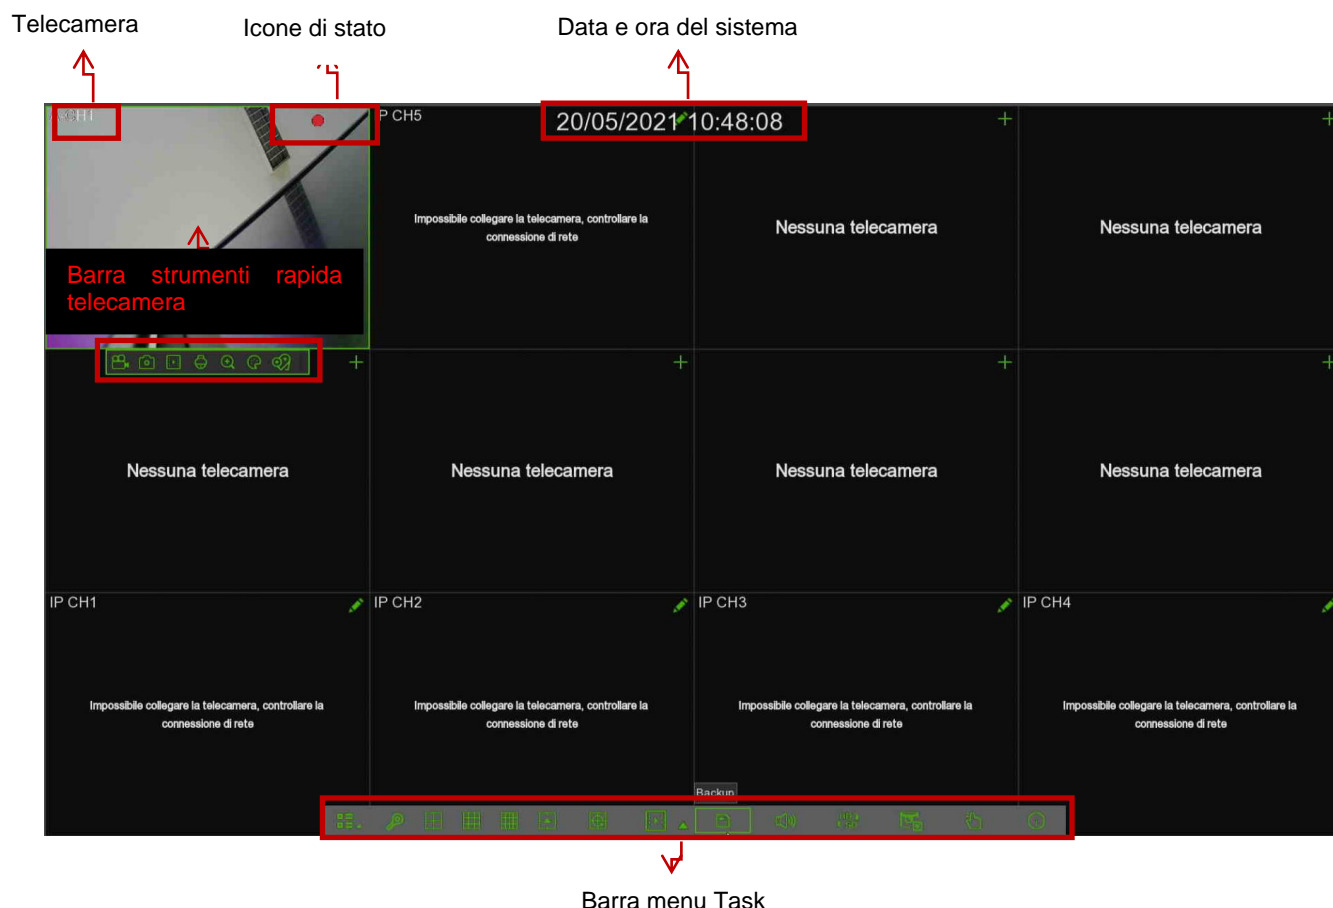 Telecamera
Icone di stato
Data e ora del sistema
CH1
IP CH5
20/05/2021 10:48:08
Impossibile collegare la telecamera, controllare la
connessione di rete
Nessuna telecamera
Nessuna telecamera
Barra strumenti rapida
telecamera
Nessuna telecamera
Nessuna telecamera
Nessuna telecamera
Nessuna telecamera
IP CH1
IP CH2
IP CH3
IP CH4
Impossibile collegare la telecamera, controllare la
connessione di rete
Impossibile collegare la telecamera, controllare la
connessione di rete
Impossibile collegare la telecamera, controllare la
connessione di rete
Impossibile collegare la telecamera, controllare la
connessione di rete
Backup
Barra menu Task